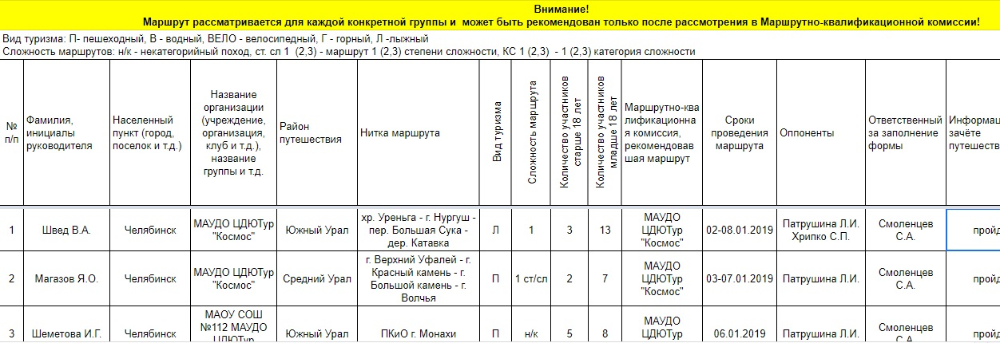 Внимание!
Маршрут рассматривается для каждой конкретной группы и может быть рекомендован только после рассмотрения в Маршрутно-квалификационной комиссии!
Вид туризма: П- пешеходный, В - водный, ВЕЛО - велосипедный, Г - горный, Л -лыжный
Сложность маршрутов: н/к - некатегорийный поход, ст. сл 1 (2,3) - маршрут 1 (2,3) степени сложности, КС 1 (2,3) - 1 (2,3) категория сложности
№
п/п
Фамилия,
инициалы
руководителя
Населенный
пункт (город,
поселок и т.д.)
Название
организации
(учреждение,
организация,
клуб и т.д.),
название
группы и т.д.
Район
путешествия
Нитка маршрута
Вид туризма
Сложность маршрута
Количество участников
старше 18 лет
Количество участников
младше 18 лет
Маршрутно-ква
лификационна
я комиссия,
рекомендовав
шая маршрут
Сроки
проведения
маршрута
Оппоненты
Ответственный
за заполнение
формы
Информац
зачёте
путешеств
1
Швед В.А.
Челябинск
МАУДО
ЦДЮТур
"Космос"
Южный Урал
хр. Уреньга - г. Нургуш -
пер. Большая Сука -
дер. Катавка
Л
1
3
13
МАУДО
ЦДЮТур
"Космос"
02-08.01.2019
Патрушина Л.И.
Хрипко С.П.
Смоленцев
С.А.
пройд
2
Магазов Я.О.
Челябинск
МАУДО
ЦДЮТур
"Космос"
Средний Урал
г. Верхний Уфалей - г.
Красный камень - г.
Большой камень - г.
Волчья
П
1 ст/сл
2
7
МАУДО
ЦДЮТур
"Космос"
03-07.01.2019
Патрушина Л.И.
Смоленцев
С.А.
пройд
3
Шеметова И.Г.
Челябинск
МАОУ СОШ
№112 МАУДО
ЦДЮТур
Южный Урал
ПКиО г. Монахи
П
н/к
5
8
МАУДО
ЦДЮТур
06.01.2019
Патрушина Л.И.
Смоленцев
С.А.
пройд